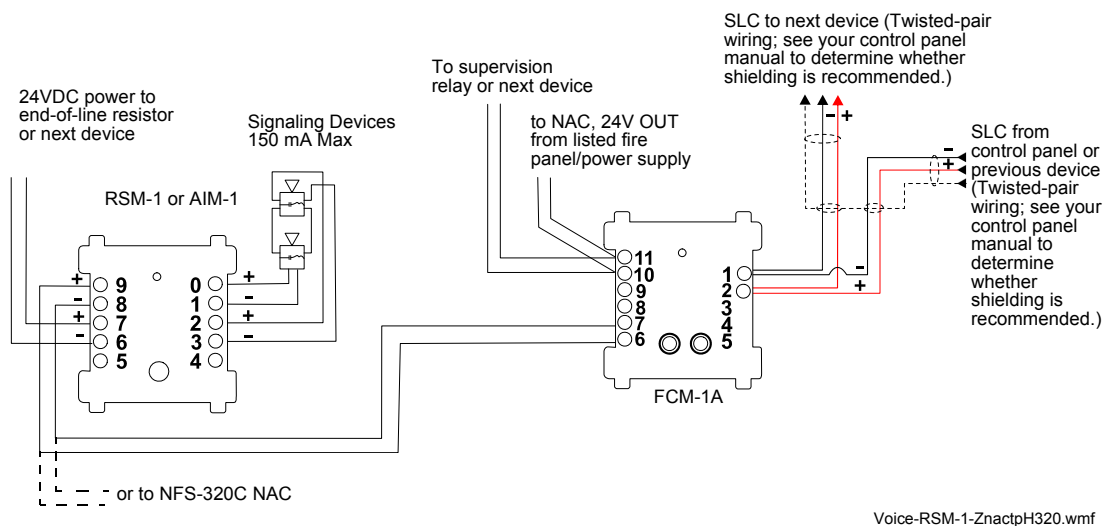 SLC to next device (Twisted-pair
wiring; see your control panel
manual to determine whether
shielding is recommended.)
To supervision
relay or next device
24VDC power to
end-of-line resistor
or next device
Signaling Devices
150 mA Max
to NAC, 24V OUT
from listed fire
panel/power supply
- +
SLC from
control panel or
previous device
(Twisted-pair
wiring; see your
control panel
manual to
determine
whether
shielding is
recommended.)
-
+
RSM-1 or AIM-1
+ 9 0 +
- 8 1 -
+ 7 2 +
- 6 3 -
5 4
11
10 1 -
9 2 +
8 3
7 4
6 5
FCM-1A
or to NFS-320C NAC
Voice-RSM-1-ZnactpH320.wmf